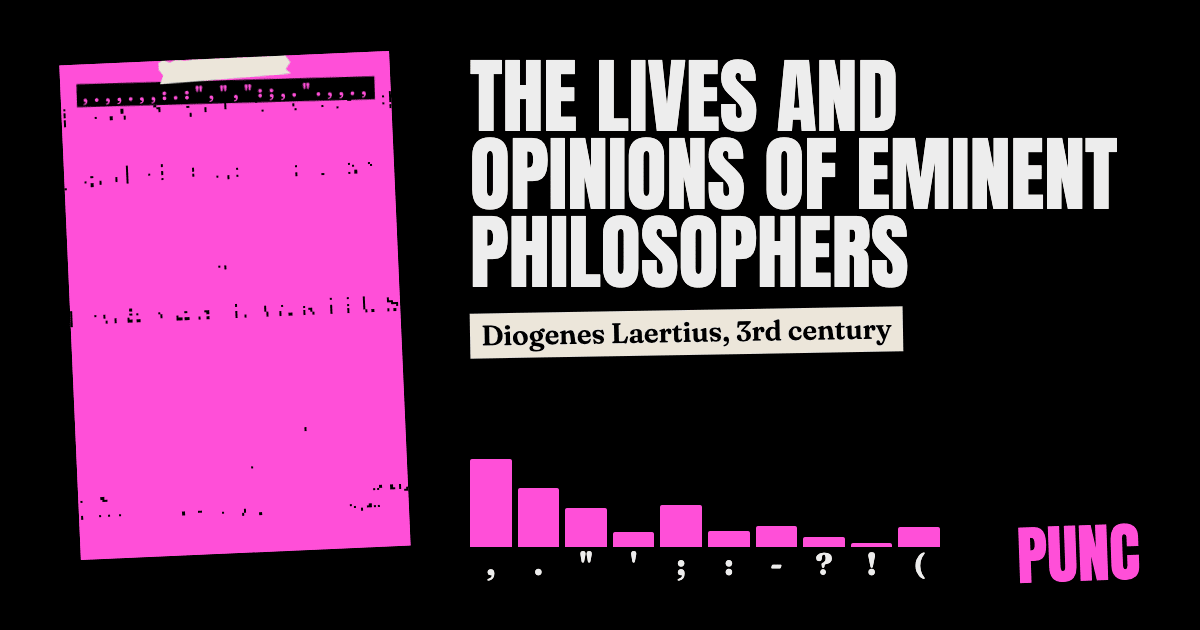 ,.,,.,,:.:",",":;,.".,,.,
THE LIVES AND
OPINIONS OF EMINENT
PHILOSOPHERS
Diogenes Laertius, 3rd century
, . " ' ; : - ? ! (
PUNC